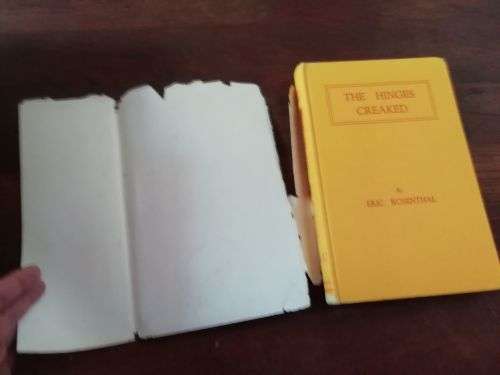 THE HINGES
CREAKED
By
ERIC ROSENTHAL